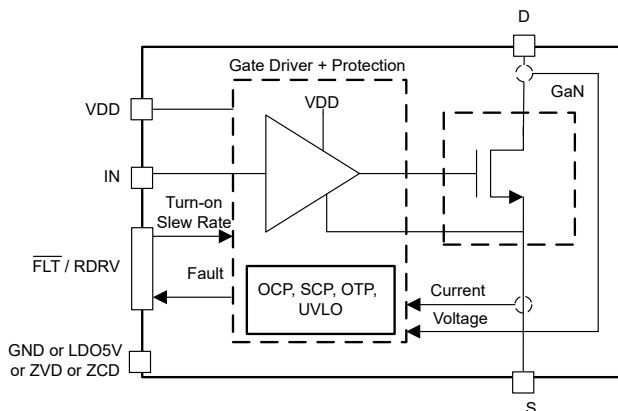 D
Gate Driver + Protection
GaN
VDD
VDD
IN
Turn-on
Slew Rate
FLT / RDRV
Fault
OCP, SCP, OTP,
UVLO
Current
Voltage
GND or LDO5V
or ZVD or ZCD
S